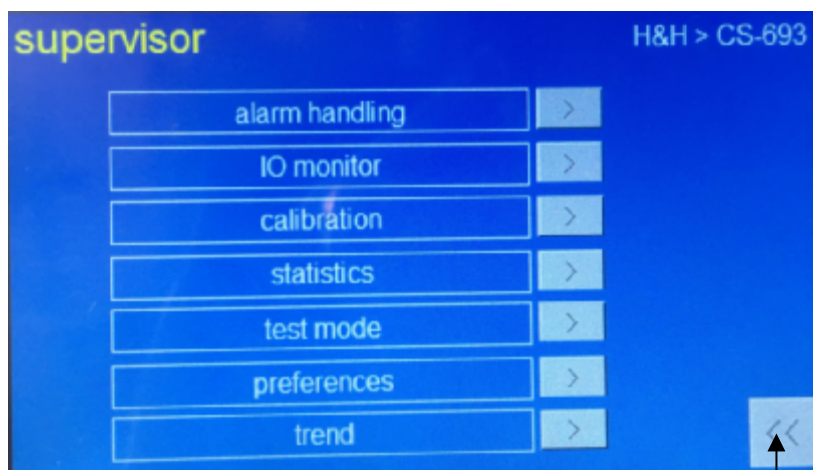 supervisor
H&H > CS-693
alarm handling >
IO monitor >
calibration >
statistics >
test mode >
preferences >
trend >
<<